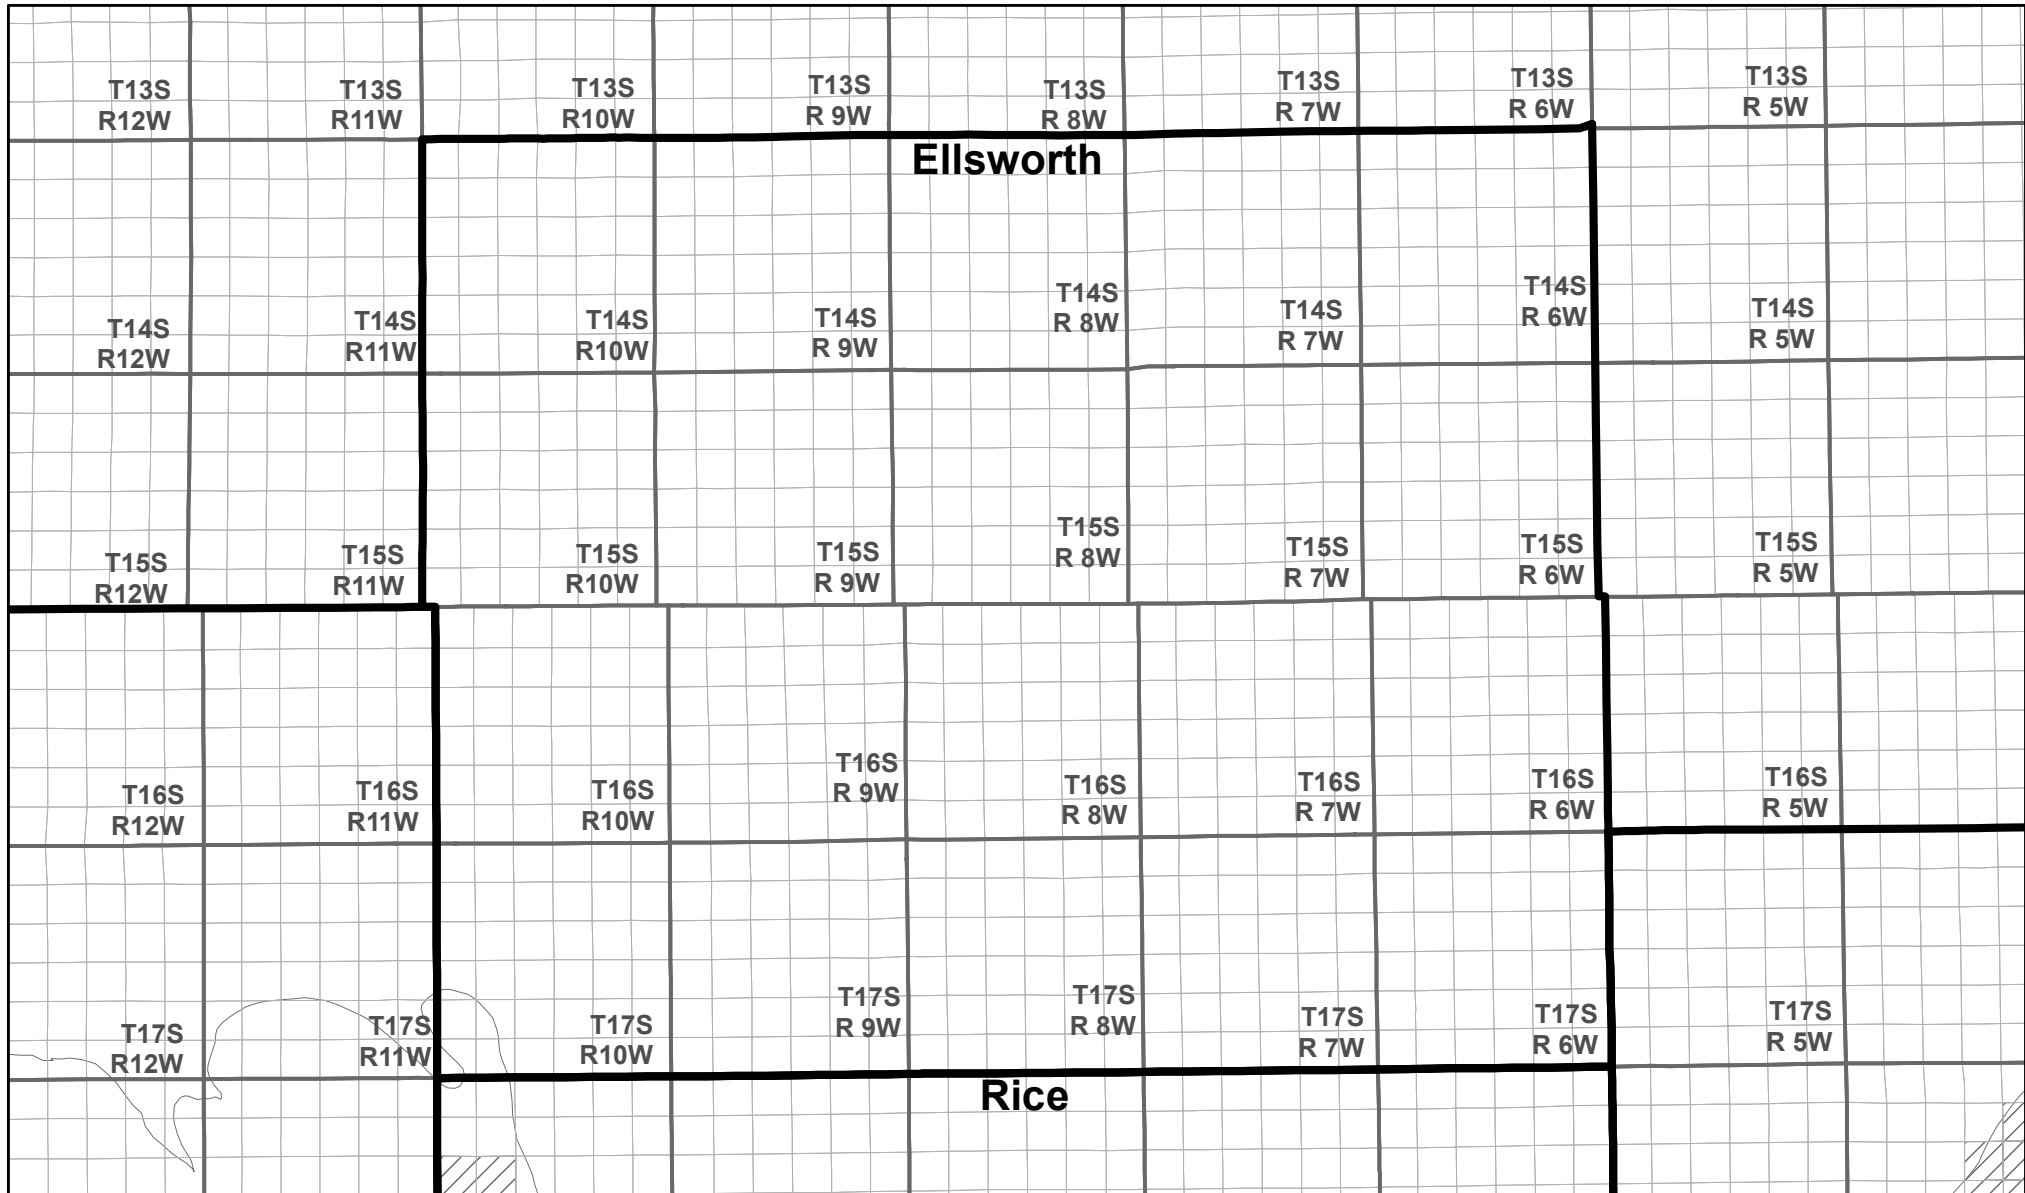 T13S
R12W
T13S
R11W
T13S
R10W
T13S
R 9W
T13S
R 8W
T13S
R 7W
T13S
R 6W
T13S
R 5W
Ellsworth
T14S
R12W
T14S
R11W
T14S
R10W
T14S
R 9W
T14S
R 8W
T14S
R 7W
T14S
R 6W
T14S
R 5W
T15S
R12W
T15S
R11W
T15S
R10W
T15S
R 9W
T15S
R 8W
T15S
R 7W
T15S
R 6W
T15S
R 5W
T16S
R12W
T16S
R11W
T16S
R10W
T16S
R 9W
T16S
R 8W
T16S
R 7W
T16S
R 6W
T16S
R 5W
T17S
R12W
T17S
R11W
T17S
R10W
T17S
R 9W
T17S
R 8W
T17S
R 7W
T17S
R 6W
T17S
R 5W
Rice